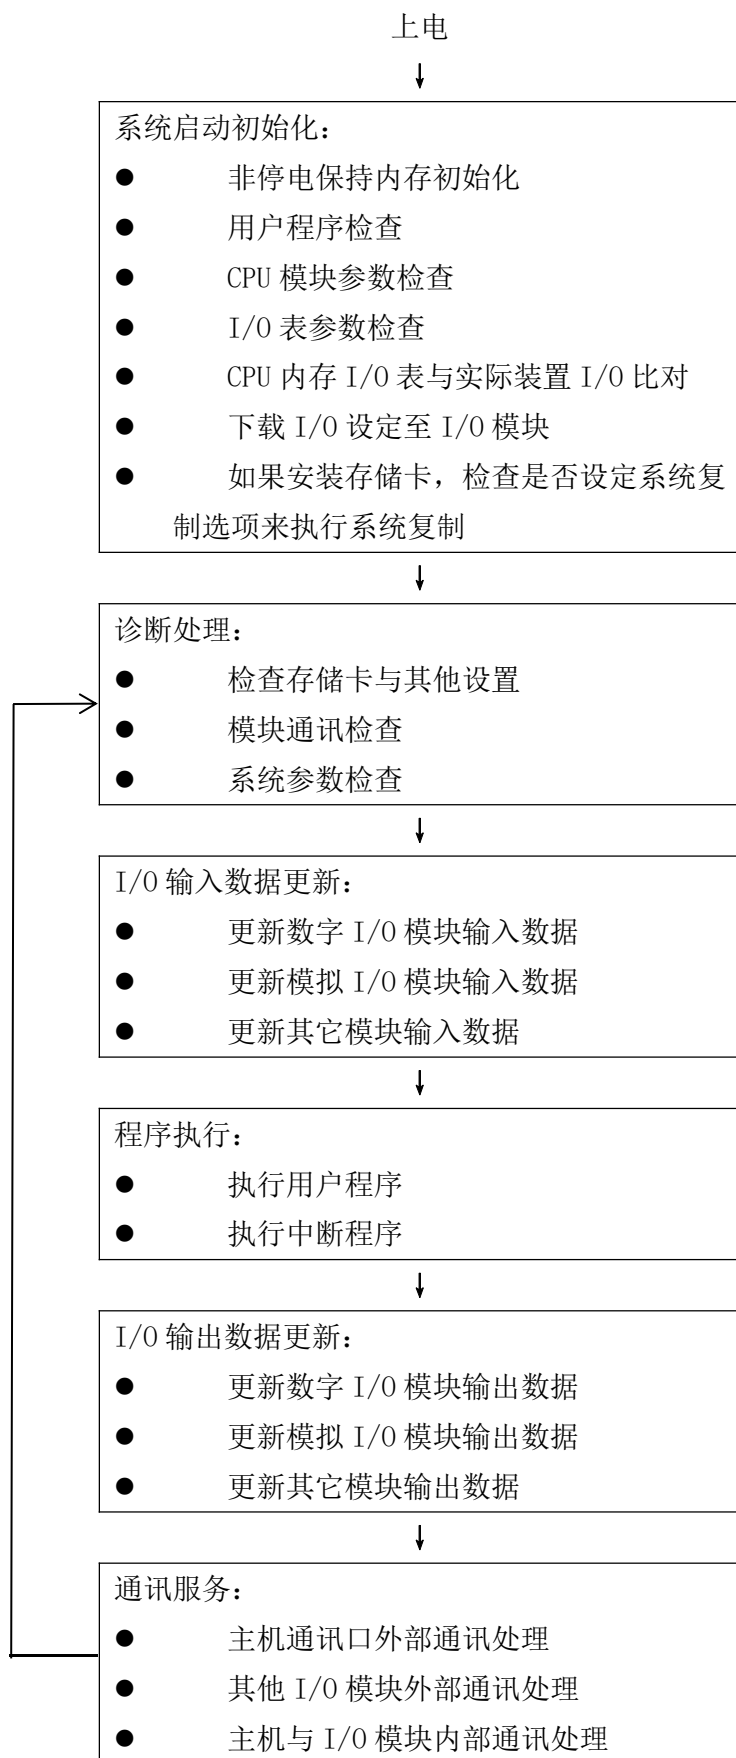 上电
↓
系统启动初始化：
● 非停电保持内存初始化
● 用户程序检查
● CPU 模块参数检查
● I/O 表参数检查
● CPU 内存 I/O 表与实际装置 I/O 比对
● 下载 I/O 设定至 I/O 模块
● 如果安装存储卡，检查是否设定系统复
制选项来执行系统复制
↓
诊断处理：
● 检查存储卡与其他设置
● 模块通讯检查
● 系统参数检查
↓
I/O 输入数据更新：
● 更新数字 I/O 模块输入数据
● 更新模拟 I/O 模块输入数据
● 更新其它模块输入数据
↓
程序执行：
● 执行用户程序
● 执行中断程序
↓
I/O 输出数据更新：
● 更新数字 I/O 模块输出数据
● 更新模拟 I/O 模块输出数据
● 更新其它模块输出数据
↓
通讯服务：
● 主机通讯口外部通讯处理
● 其他 I/O 模块外部通讯处理
● 主机与 I/O 模块内部通讯处理